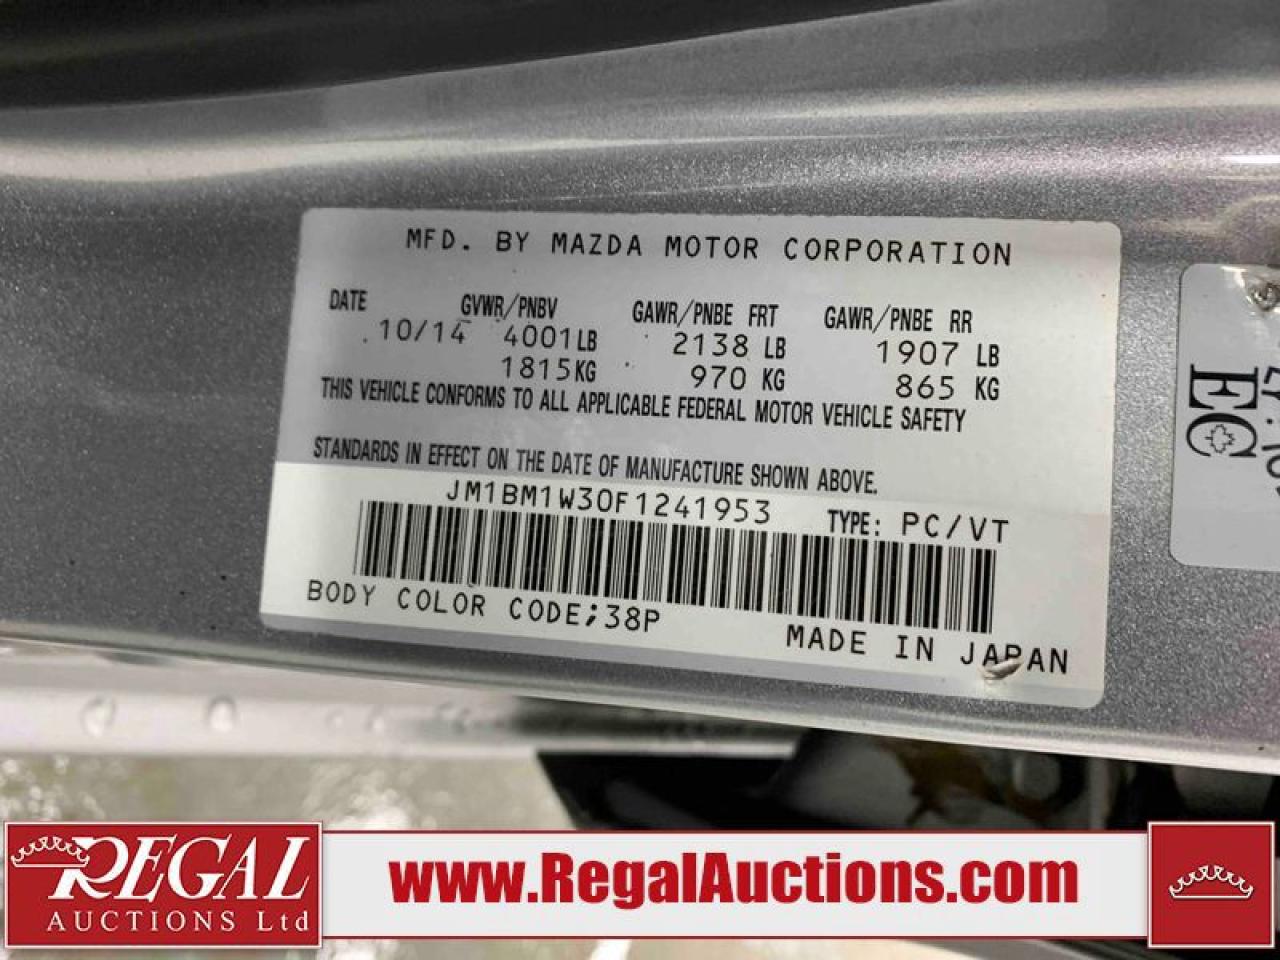 MFD. BY MAZDA MOTOR CORPORATION
DATE GVWR/PNBV GAWR/PNBE FRT GAWR/PNBE RR
10/14 4001LB 2138 LB 1907 LB
1815KG 970 KG 865 KG
THIS VEHICLE CONFORMS TO ALL APPLICABLE FEDERAL MOTOR VEHICLE SAFETY
STANDARDS IN EFFECT ON THE DATE OF MANUFACTURE SHOWN ABOVE.
JM1BM1W30F1241953 TYPE: PC/VT
BODY COLOR CODE;38P
MADE IN JAPAN
EC
REGAL
AUCTIONS Ltd
www.RegalAuctions.com